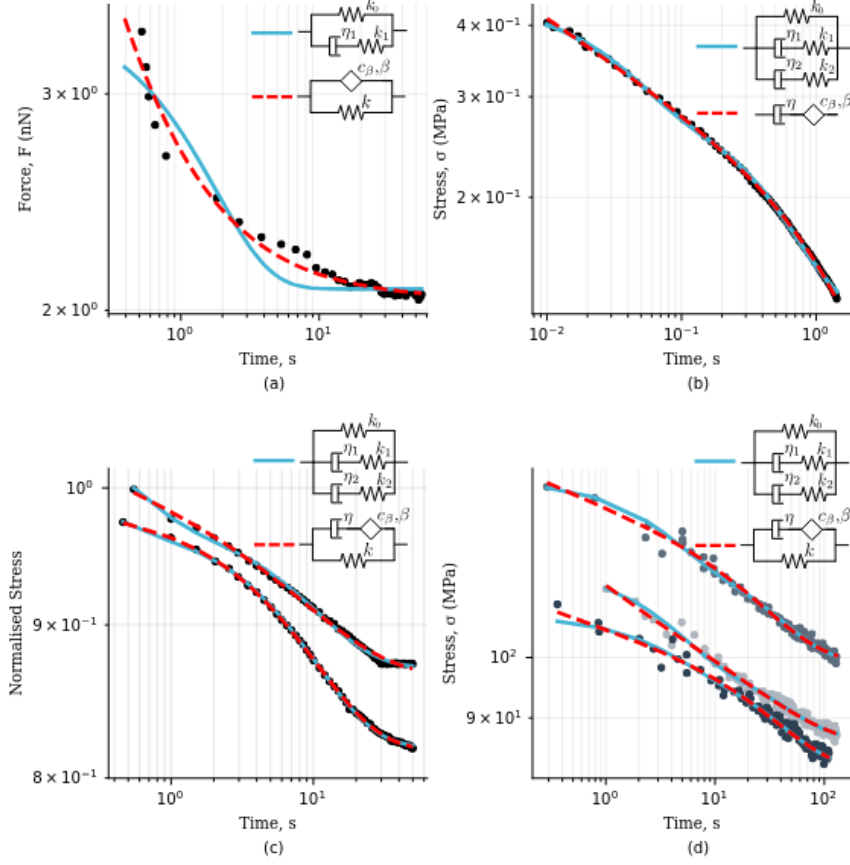 k₀
η₁ k₁
c_β,β
k
3 × 10⁰
2 × 10⁰
Force, F (nN)
10⁰ 10¹
Time, s
(a)
k₀
η₁ k₁
η₂ k₂
η c_β,β
4 × 10⁻¹
3 × 10⁻¹
2 × 10⁻¹
Stress, σ (MPa)
10⁻² 10⁻¹ 10⁰
Time, s
(b)
k₀
η₁ k₁
η₂ k₂
η c_β,β
k
10⁰
9 × 10⁻¹
8 × 10⁻¹
Normalised Stress
10⁰ 10¹
Time, s
(c)
k₀
η₁ k₁
η₂ k₂
η c_β,β
k
10²
9 × 10¹
Stress, σ (MPa)
10⁰ 10¹ 10²
Time, s
(d)